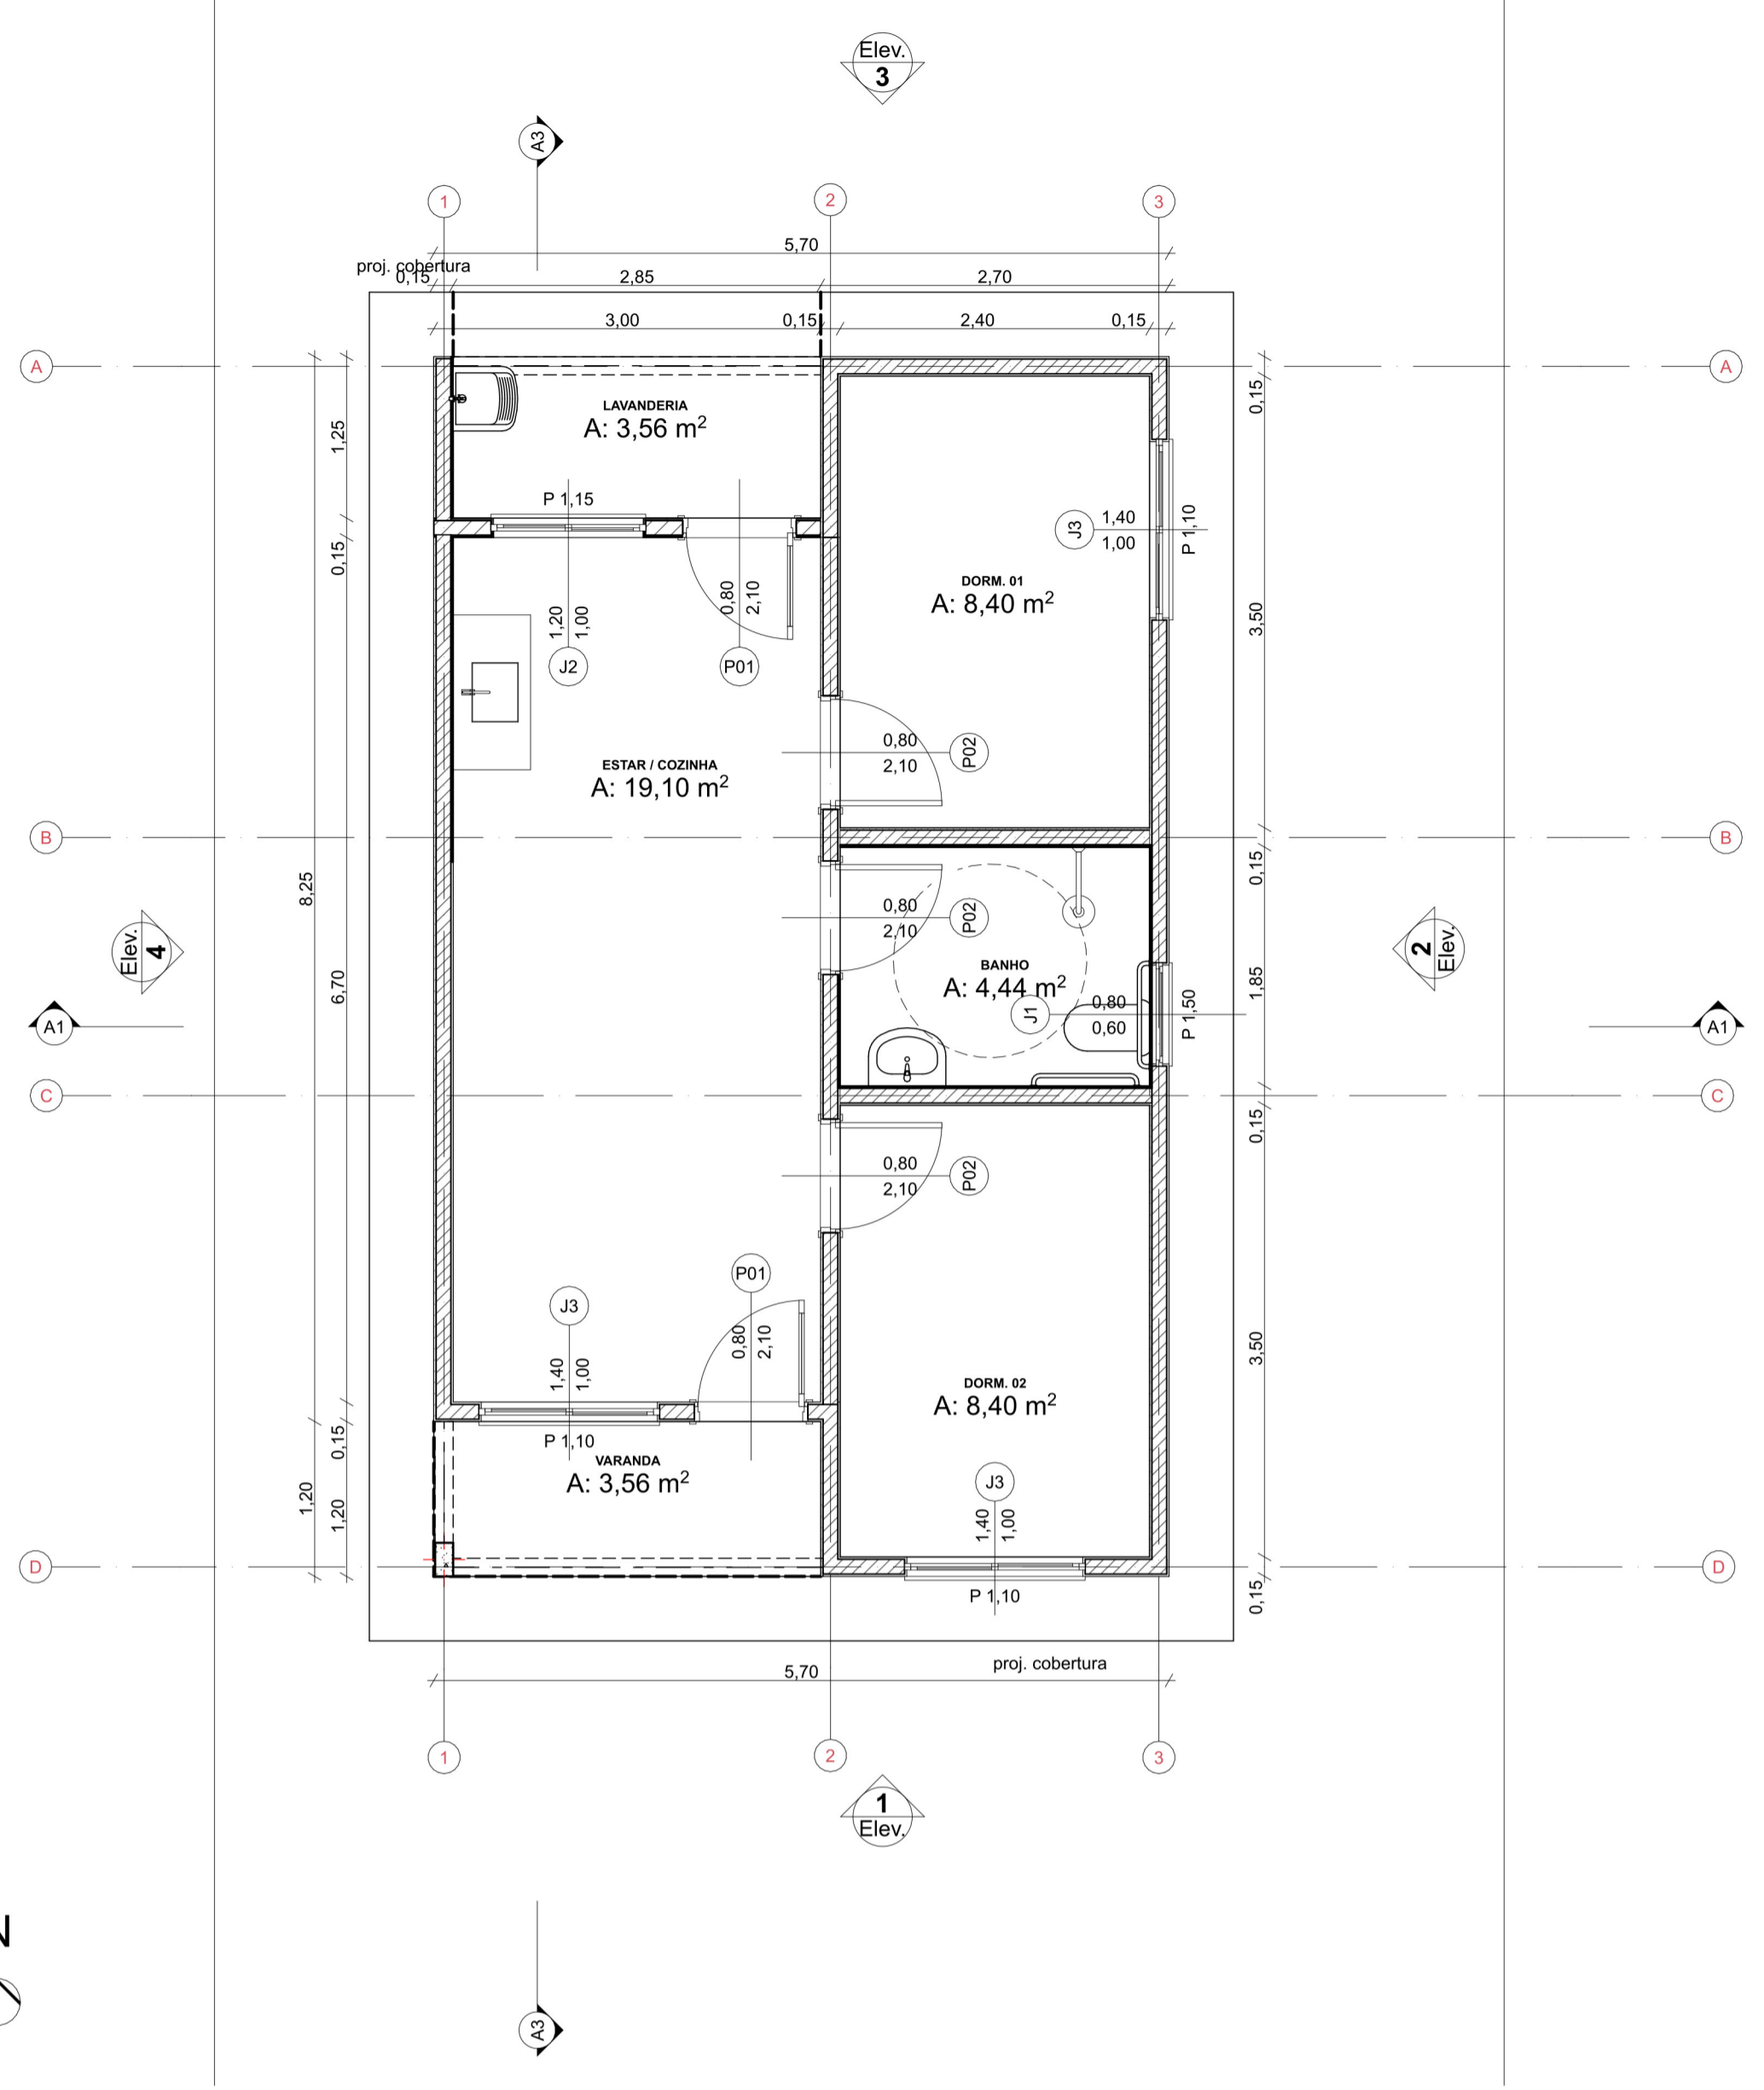 Elev.
3
A3
1
2
3
5,70
proj. cobertura
0,15
2,85
2,70
3,00
0,15
2,40
0,15
A
A
0,15
LAVANDERIA
A: 3,56 m²
1,25
P 1,15
J3
1,40
1,00
P 1,10
0,15
DORM. 01
A: 8,40 m²
0,80
2,10
1,20
1,00
3,50
J2
P01
0,80
2,10
P02
ESTAR / COZINHA
A: 19,10 m²
B
B
8,25
0,15
0,80
2,10
P02
Elev.
4
2
Elev.
BANHO
A: 4,44 m²
6,70
1,85
J1
0,80
0,60
P 1,50
A1
A1
C
C
0,15
0,80
2,10
P02
P01
J3
0,80
2,10
1,40
1,00
3,50
DORM. 02
A: 8,40 m²
P 1,10
0,15
VARANDA
A: 3,56 m²
J3
1,20
1,20
1,40
1,00
D
D
P 1,10
0,15
proj. cobertura
5,70
1
2
3
1
Elev.
N
A3